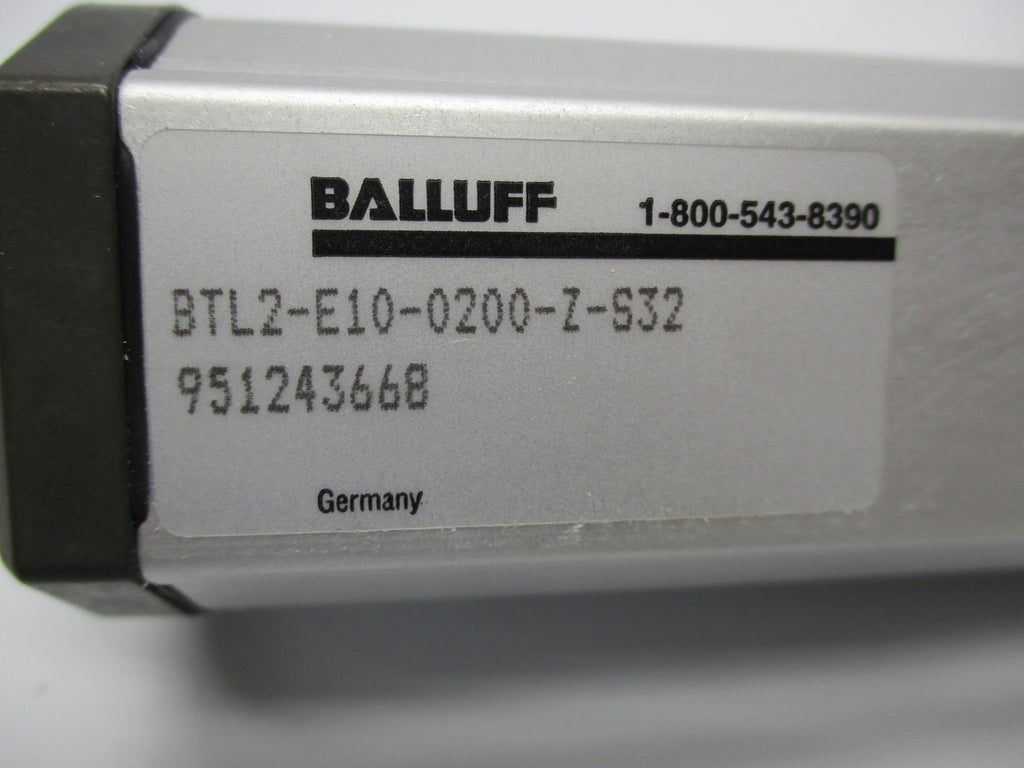 BALLUFF 1-800-543-8390
BTL2-E10-0200-Z-S32
951243668
Germany